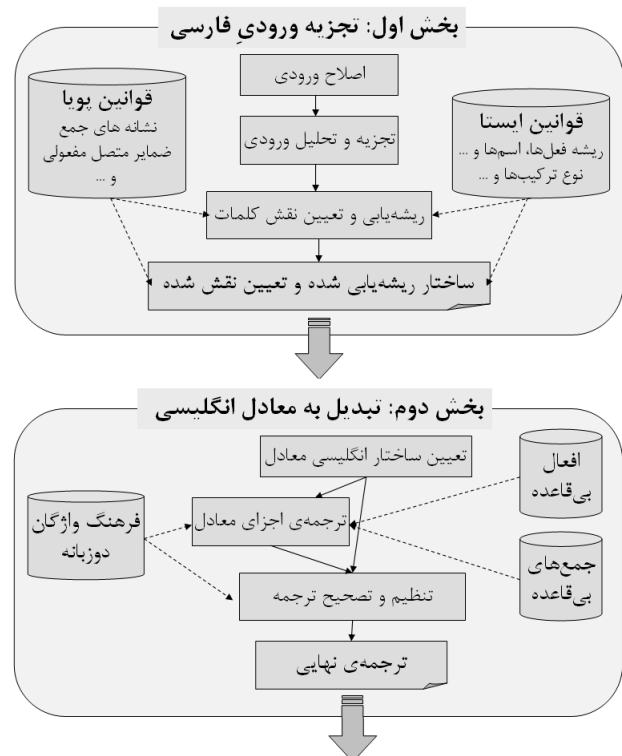 بخش اول: تجزیه ورودیِ فارسی
اصلاح ورودی
قوانین پویا
نشانه های جمع
ضمایر متصل مفعولی
و ...
قوانین ایستا
ریشه فعل‌ها، اسم‌ها و ...
نوع ترکیب‌ها و ...
تجزیه و تحلیل ورودی
ریشه‌یابی و تعیین نقش کلمات
ساختار ریشه‌یابی شده و تعیین نقش شده
بخش دوم: تبدیل به معادل انگلیسی
تعیین ساختار انگلیسی معادل
افعال
بی‌قاعده
ترجمه‌ی اجزای معادل
فرهنگ واژگان
دوزبانه
جمع‌های
بی‌قاعده
تنظیم و تصحیح ترجمه
ترجمه‌ی نهایی